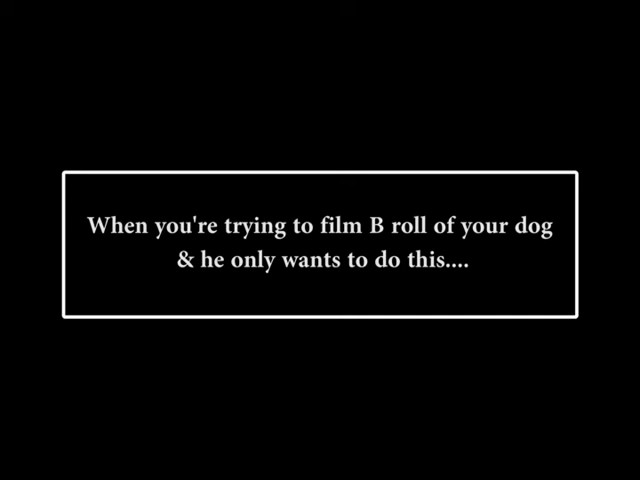 When you're trying to film B roll of your dog
& he only wants to do this....